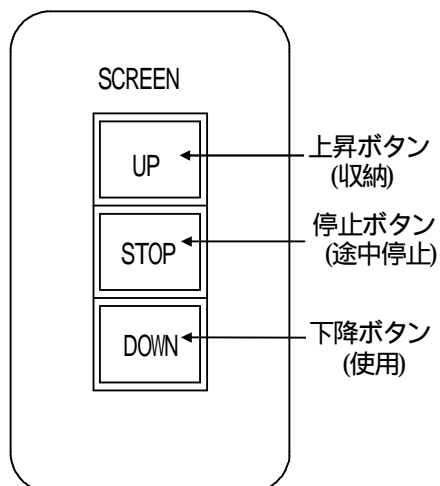 SCREEN
UP
上昇ボタン
(収納)
STOP
停止ボタン
(途中停止)
DOWN
下降ボタン
(使用)